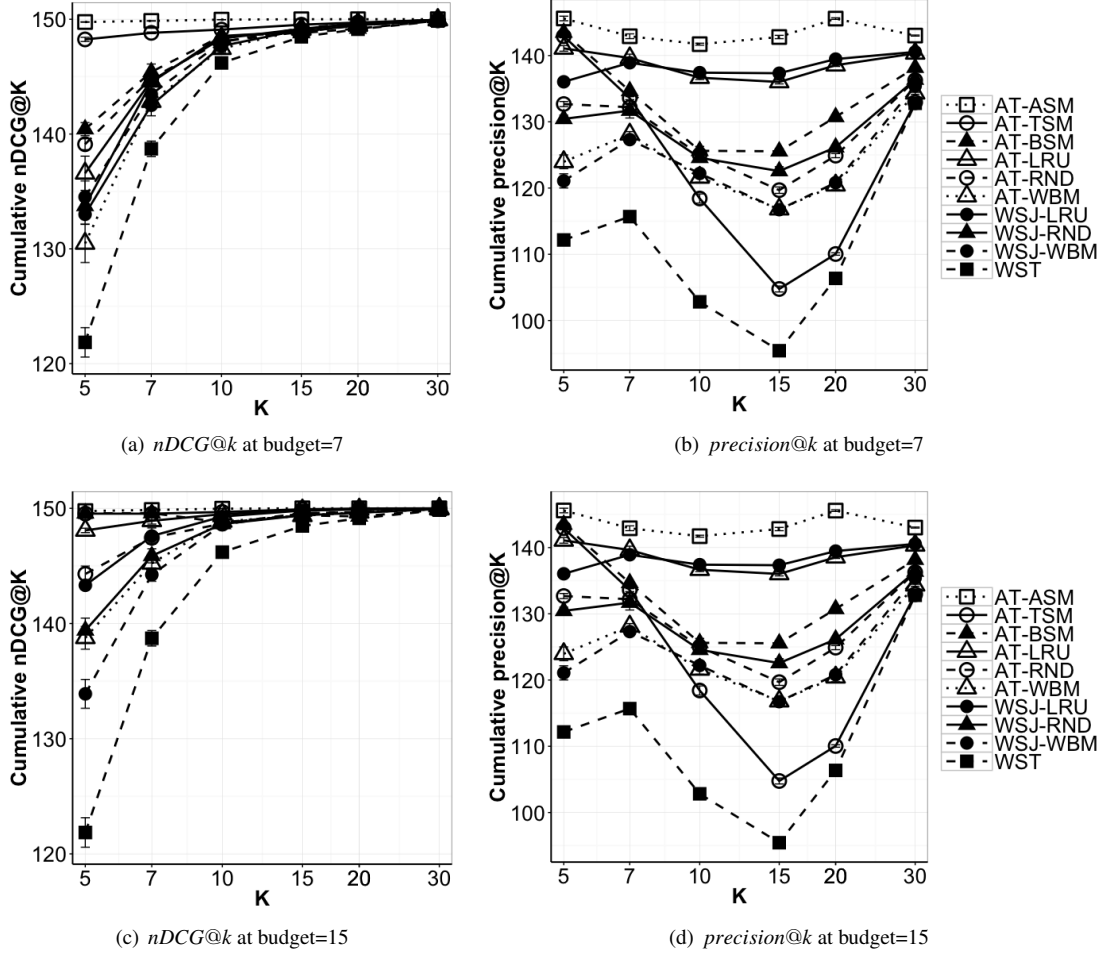 150
140
130
120
Cumulative nDCG@K
5 7 10 15 20 30
K
(a) nDCG@k at budget=7
140
130
120
110
100
Cumulative precision@K
5 7 10 15 20 30
K
(b) precision@k at budget=7
AT-ASM
AT-TSM
AT-BSM
AT-LRU
AT-RND
AT-WBM
WSJ-LRU
WSJ-RND
WSJ-WBM
WST
150
140
130
120
Cumulative nDCG@K
5 7 10 15 20 30
K
(c) nDCG@k at budget=15
140
130
120
110
100
Cumulative precision@K
5 7 10 15 20 30
K
(d) precision@k at budget=15
AT-ASM
AT-TSM
AT-BSM
AT-LRU
AT-RND
AT-WBM
WSJ-LRU
WSJ-RND
WSJ-WBM
WST